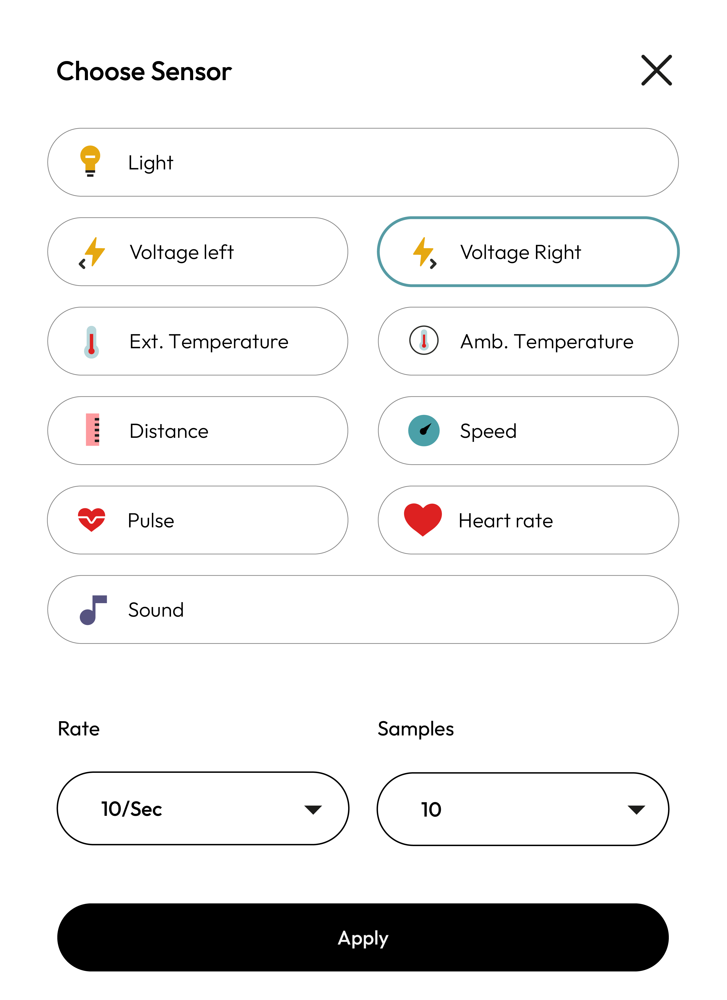 Choose Sensor
Light
Voltage left
Voltage Right
Ext. Temperature
Amb. Temperature
Distance
Speed
Pulse
Heart rate
Sound
Rate
Samples
10/Sec
10
Apply